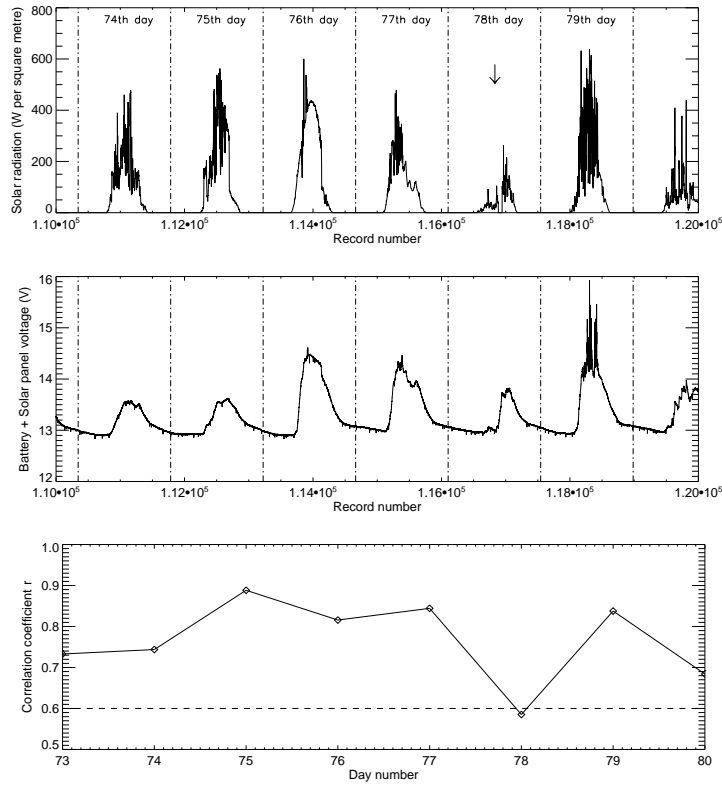 Solar radiation (W per square metre)
800
600
400
200
0
74th day 75th day 76th day 77th day 78th day 79th day
1.10•10⁵ 1.12•10⁵ 1.14•10⁵ 1.16•10⁵ 1.18•10⁵ 1.20•10⁵
Record number
Battery + Solar panel voltage (V)
16
15
14
13
12
1.10•10⁵ 1.12•10⁵ 1.14•10⁵ 1.16•10⁵ 1.18•10⁵ 1.20•10⁵
Record number
Correlation coefficient r
1.0
0.9
0.8
0.7
0.6
0.5
73 74 75 76 77 78 79 80
Day number